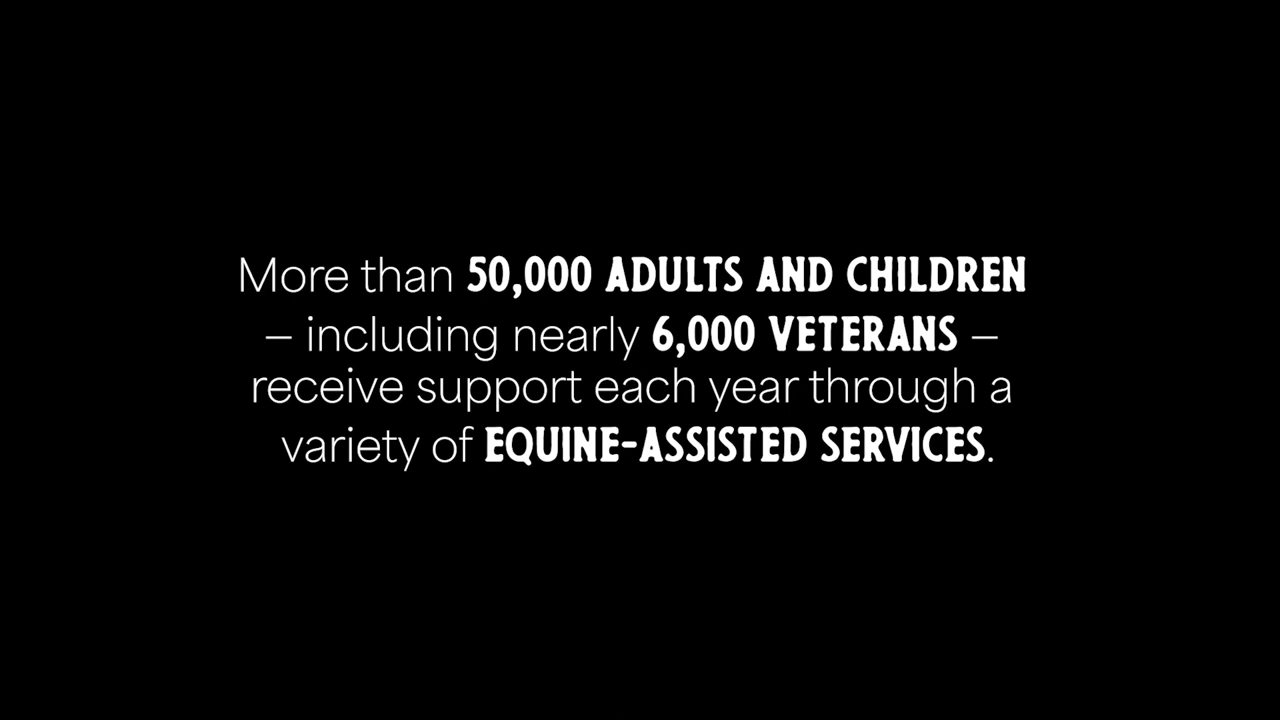 More than 50,000 ADULTS AND CHILDREN
– including nearly 6,000 VETERANS –
receive support each year through a
variety of EQUINE-ASSISTED SERVICES.